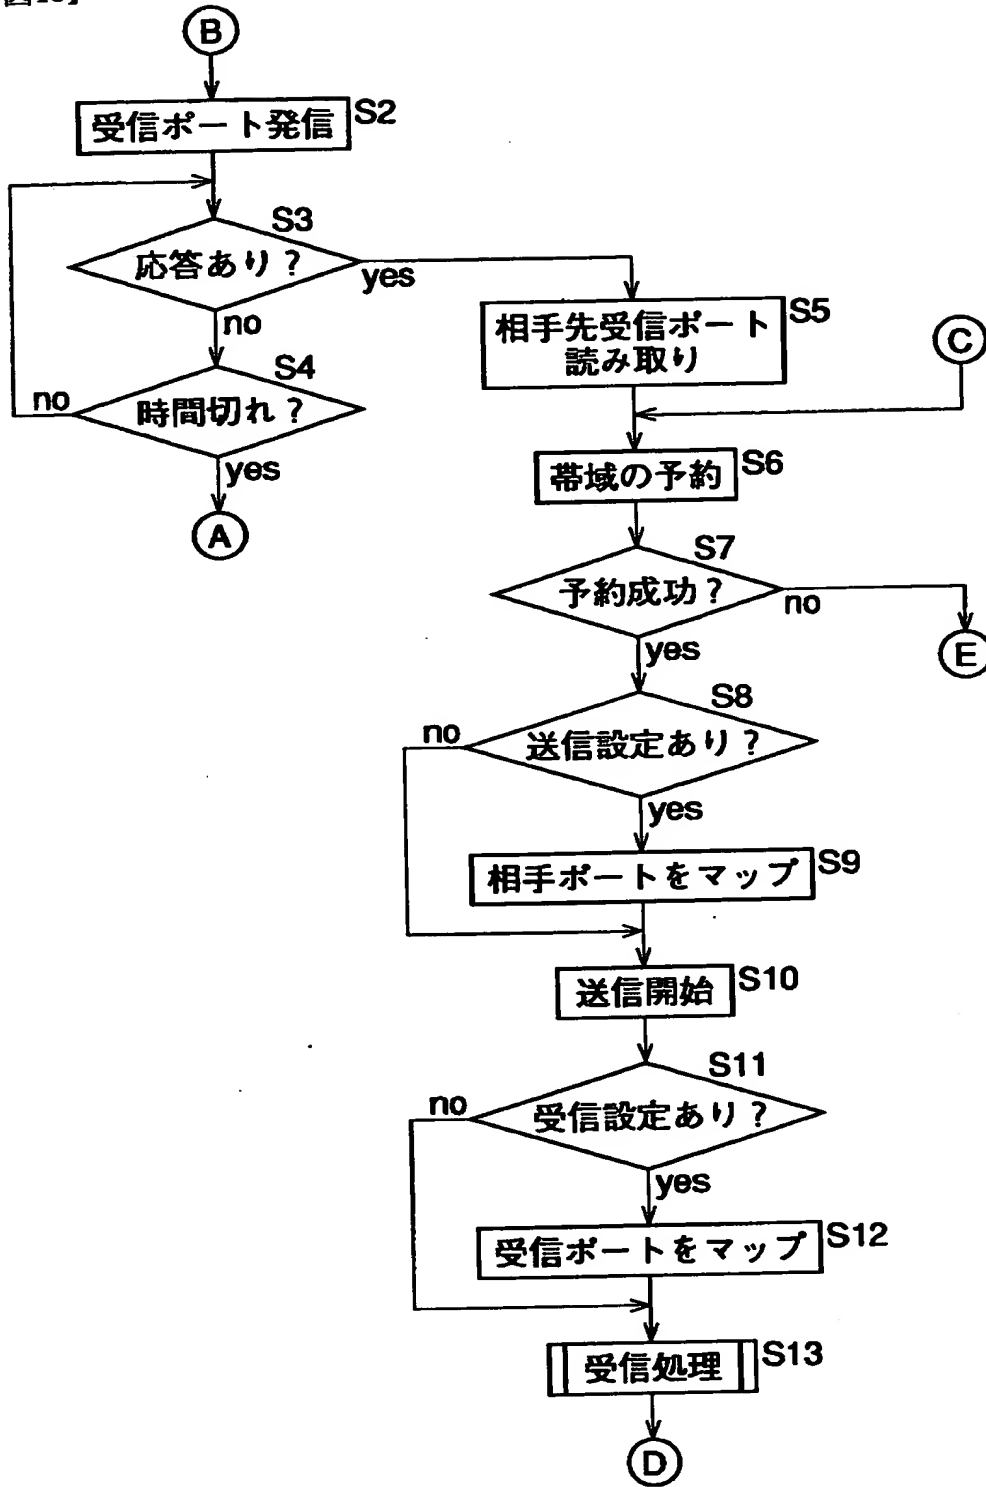 B
受信ポート発信 S2
S3
応答あり？
yes
no
S4
時間切れ？
no
yes
A
S5
相手先受信ポート
読み取り
C
帯域の予約 S6
S7
予約成功？
no
E
yes
S8
送信設定あり？
no
yes
相手ポートをマップ S9
送信開始 S10
S11
受信設定あり？
no
yes
受信ポートをマップ S12
受信処理 S13
D